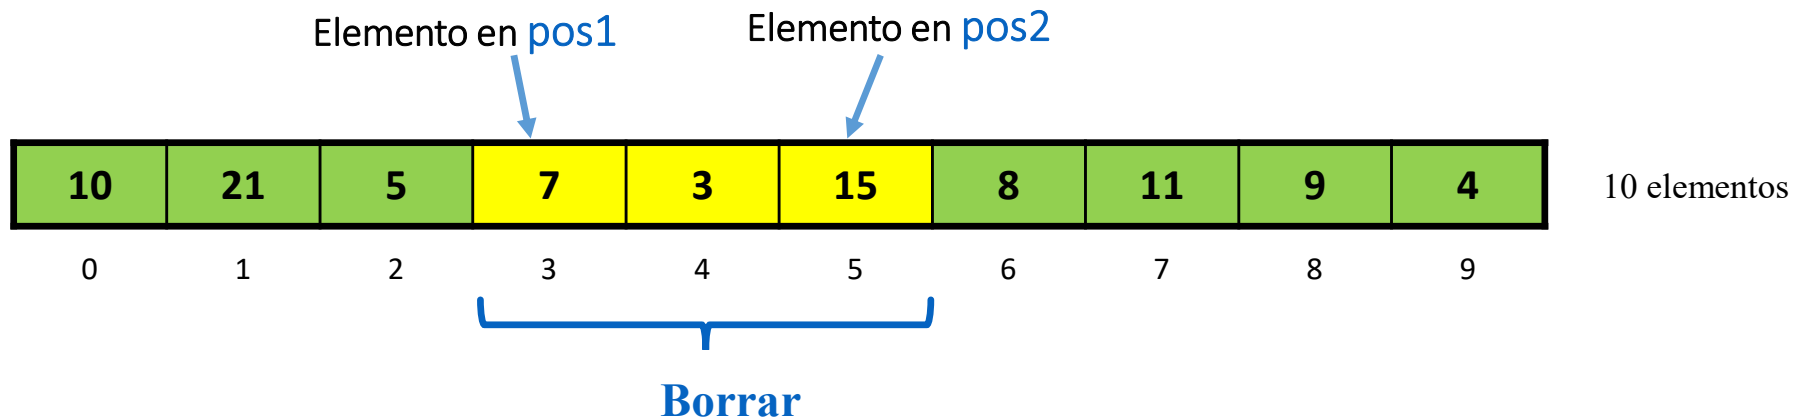 Elemento en pos1
Elemento en pos2
10 21 5 7 3 15 8 11 9 4
10 elementos
0 1 2 3 4 5 6 7 8 9
Borrar